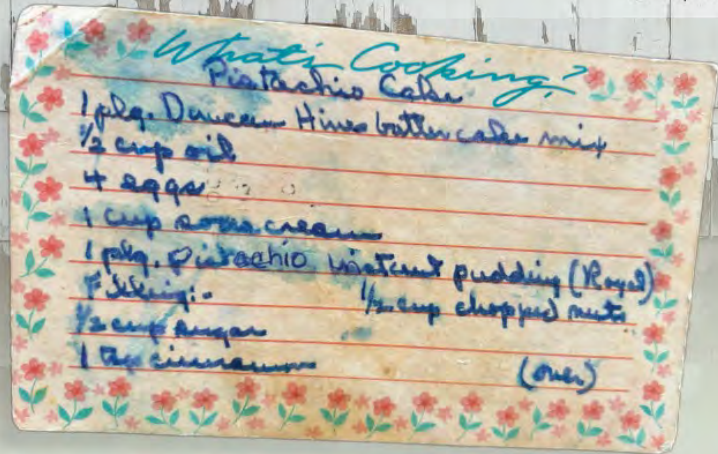 What's Cooking?
Pistachio Cake
1 pkg. Duncan Hines butter cake mix
1/2 cup oil
4 eggs
1 cup sour cream
1 pkg. Pistachio instant pudding (Royal)
Filling:- 1/2 cup chopped nuts
1/2 cup sugar
1 tsp cinnamon (over)